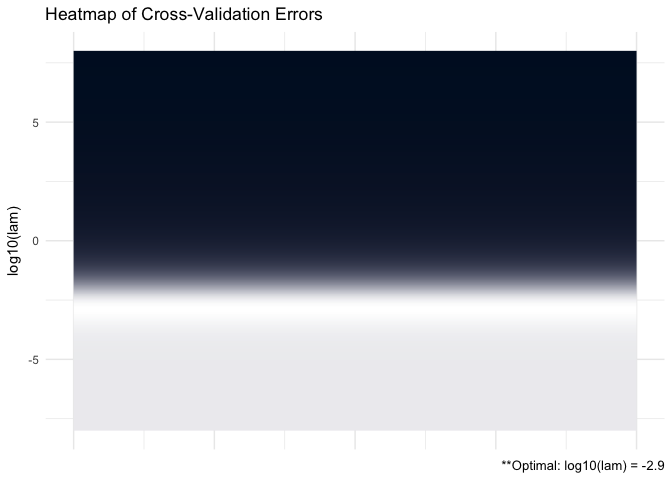 Heatmap of Cross-Validation Errors
5
0
-5
log10(lam)
**Optimal: log10(lam) = -2.9